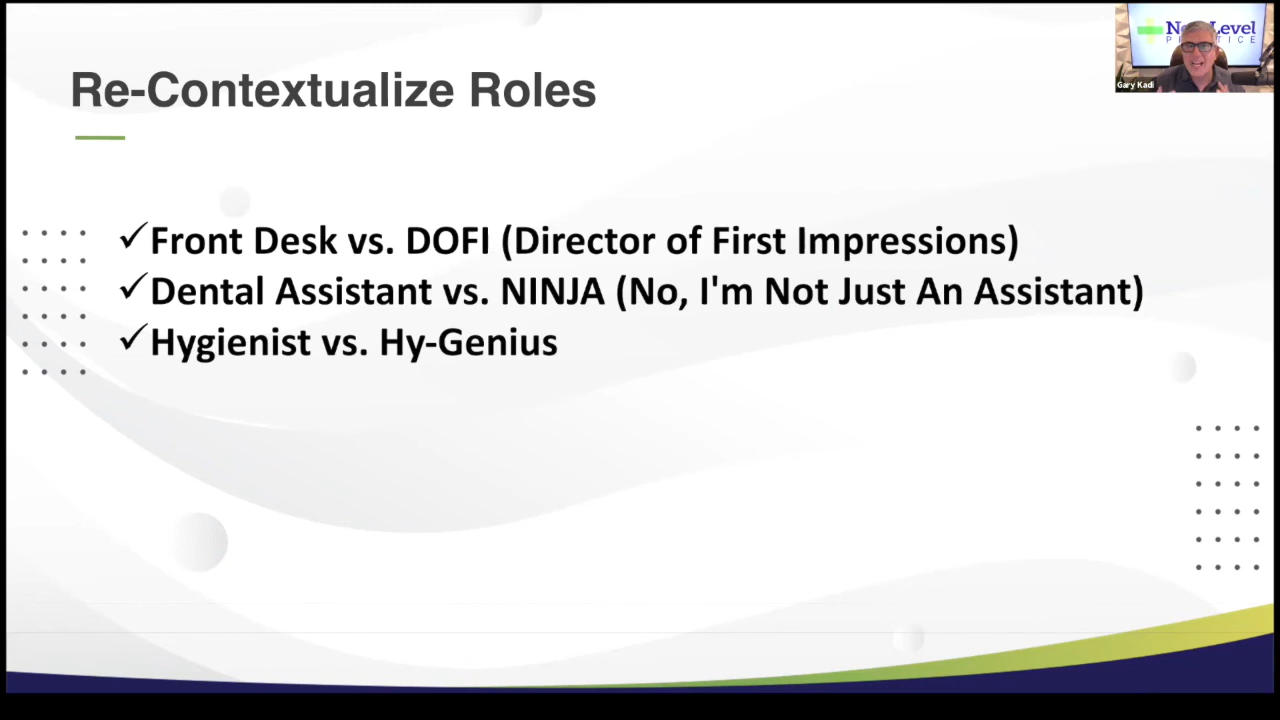 Re-Contextualize Roles
✓Front Desk vs. DOFI (Director of First Impressions)
✓Dental Assistant vs. NINJA (No, I'm Not Just An Assistant)
✓Hygienist vs. Hy-Genius
Level
Gary Kadi